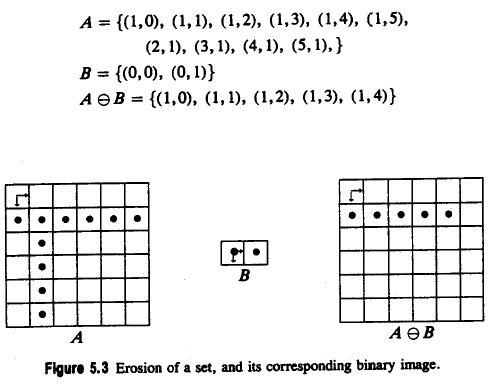 A = {(1,0), (1,1), (1,2), (1,3), (1,4), (1,5),
(2,1), (3,1), (4,1), (5,1),}
B = {(0,0), (0,1)}
A ⊖ B = {(1,0), (1,1), (1,2), (1,3), (1,4)}
A
B
A ⊖ B
Figure 5.3 Erosion of a set, and its corresponding binary image.